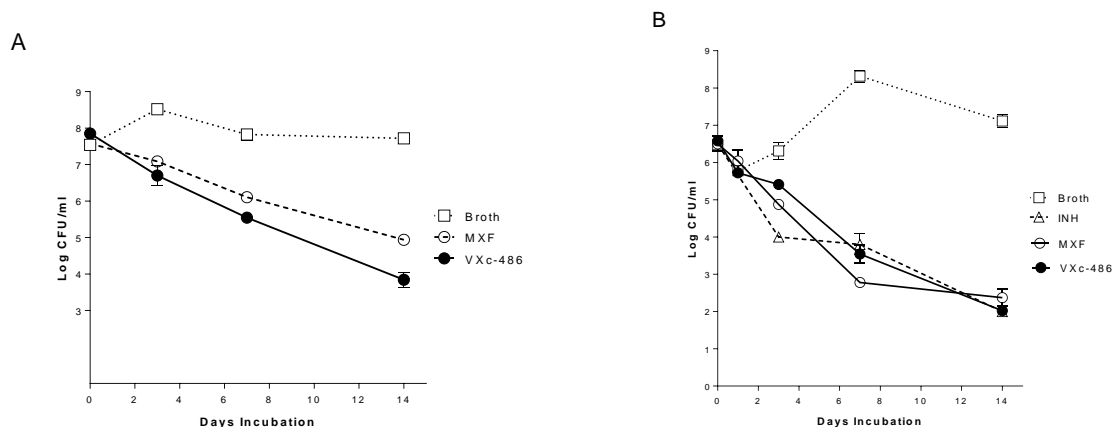 A
9
8
7
6
5
4
3
0 2 4 6 8 10 12 14
Log CFU/ml
Days Incubation
Broth
MXF
VXc-486
B
9
8
7
6
5
4
3
2
1
0
0 2 4 6 8 10 12 14
Log CFU/ml
Days Incubation
Broth
INH
MXF
VXc-486